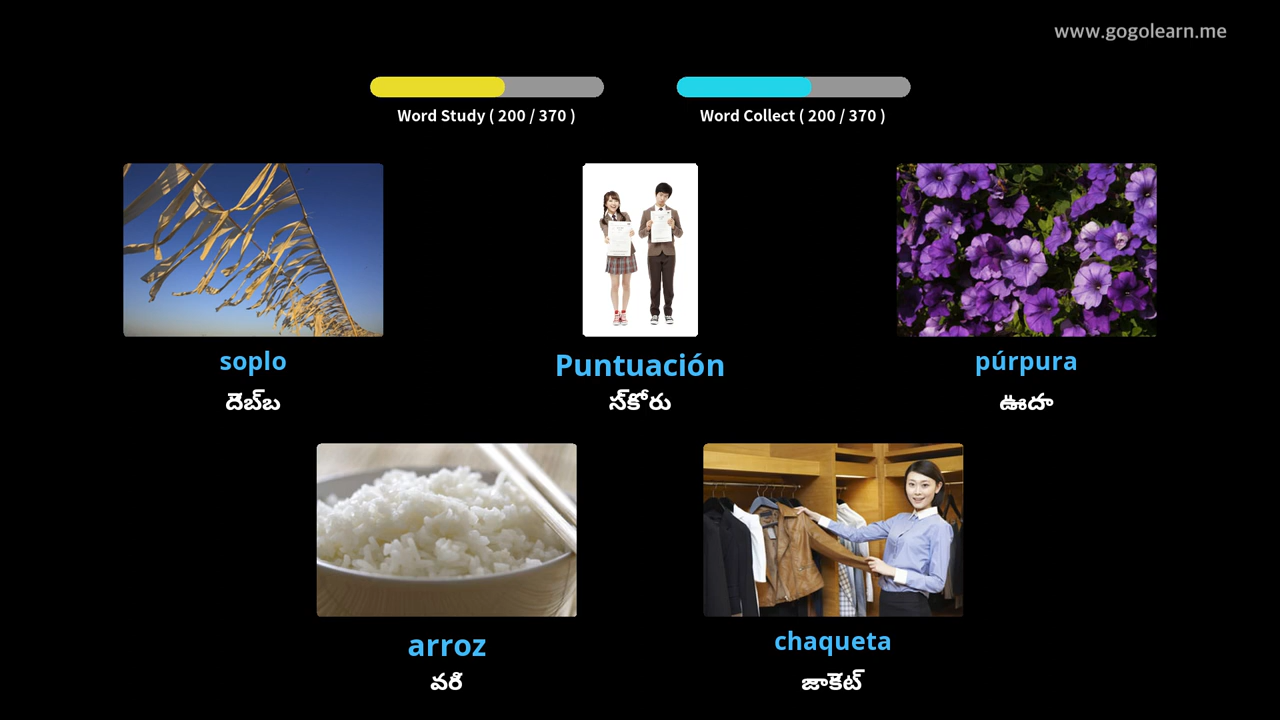 www.gogolearn.me
Word Study ( 200 / 370 )
Word Collect ( 200 / 370 )
soplo
దెబ్బ
Puntuación
స్కోరు
púrpura
ఊదా
arroz
వరి
chaqueta
జాకెట్